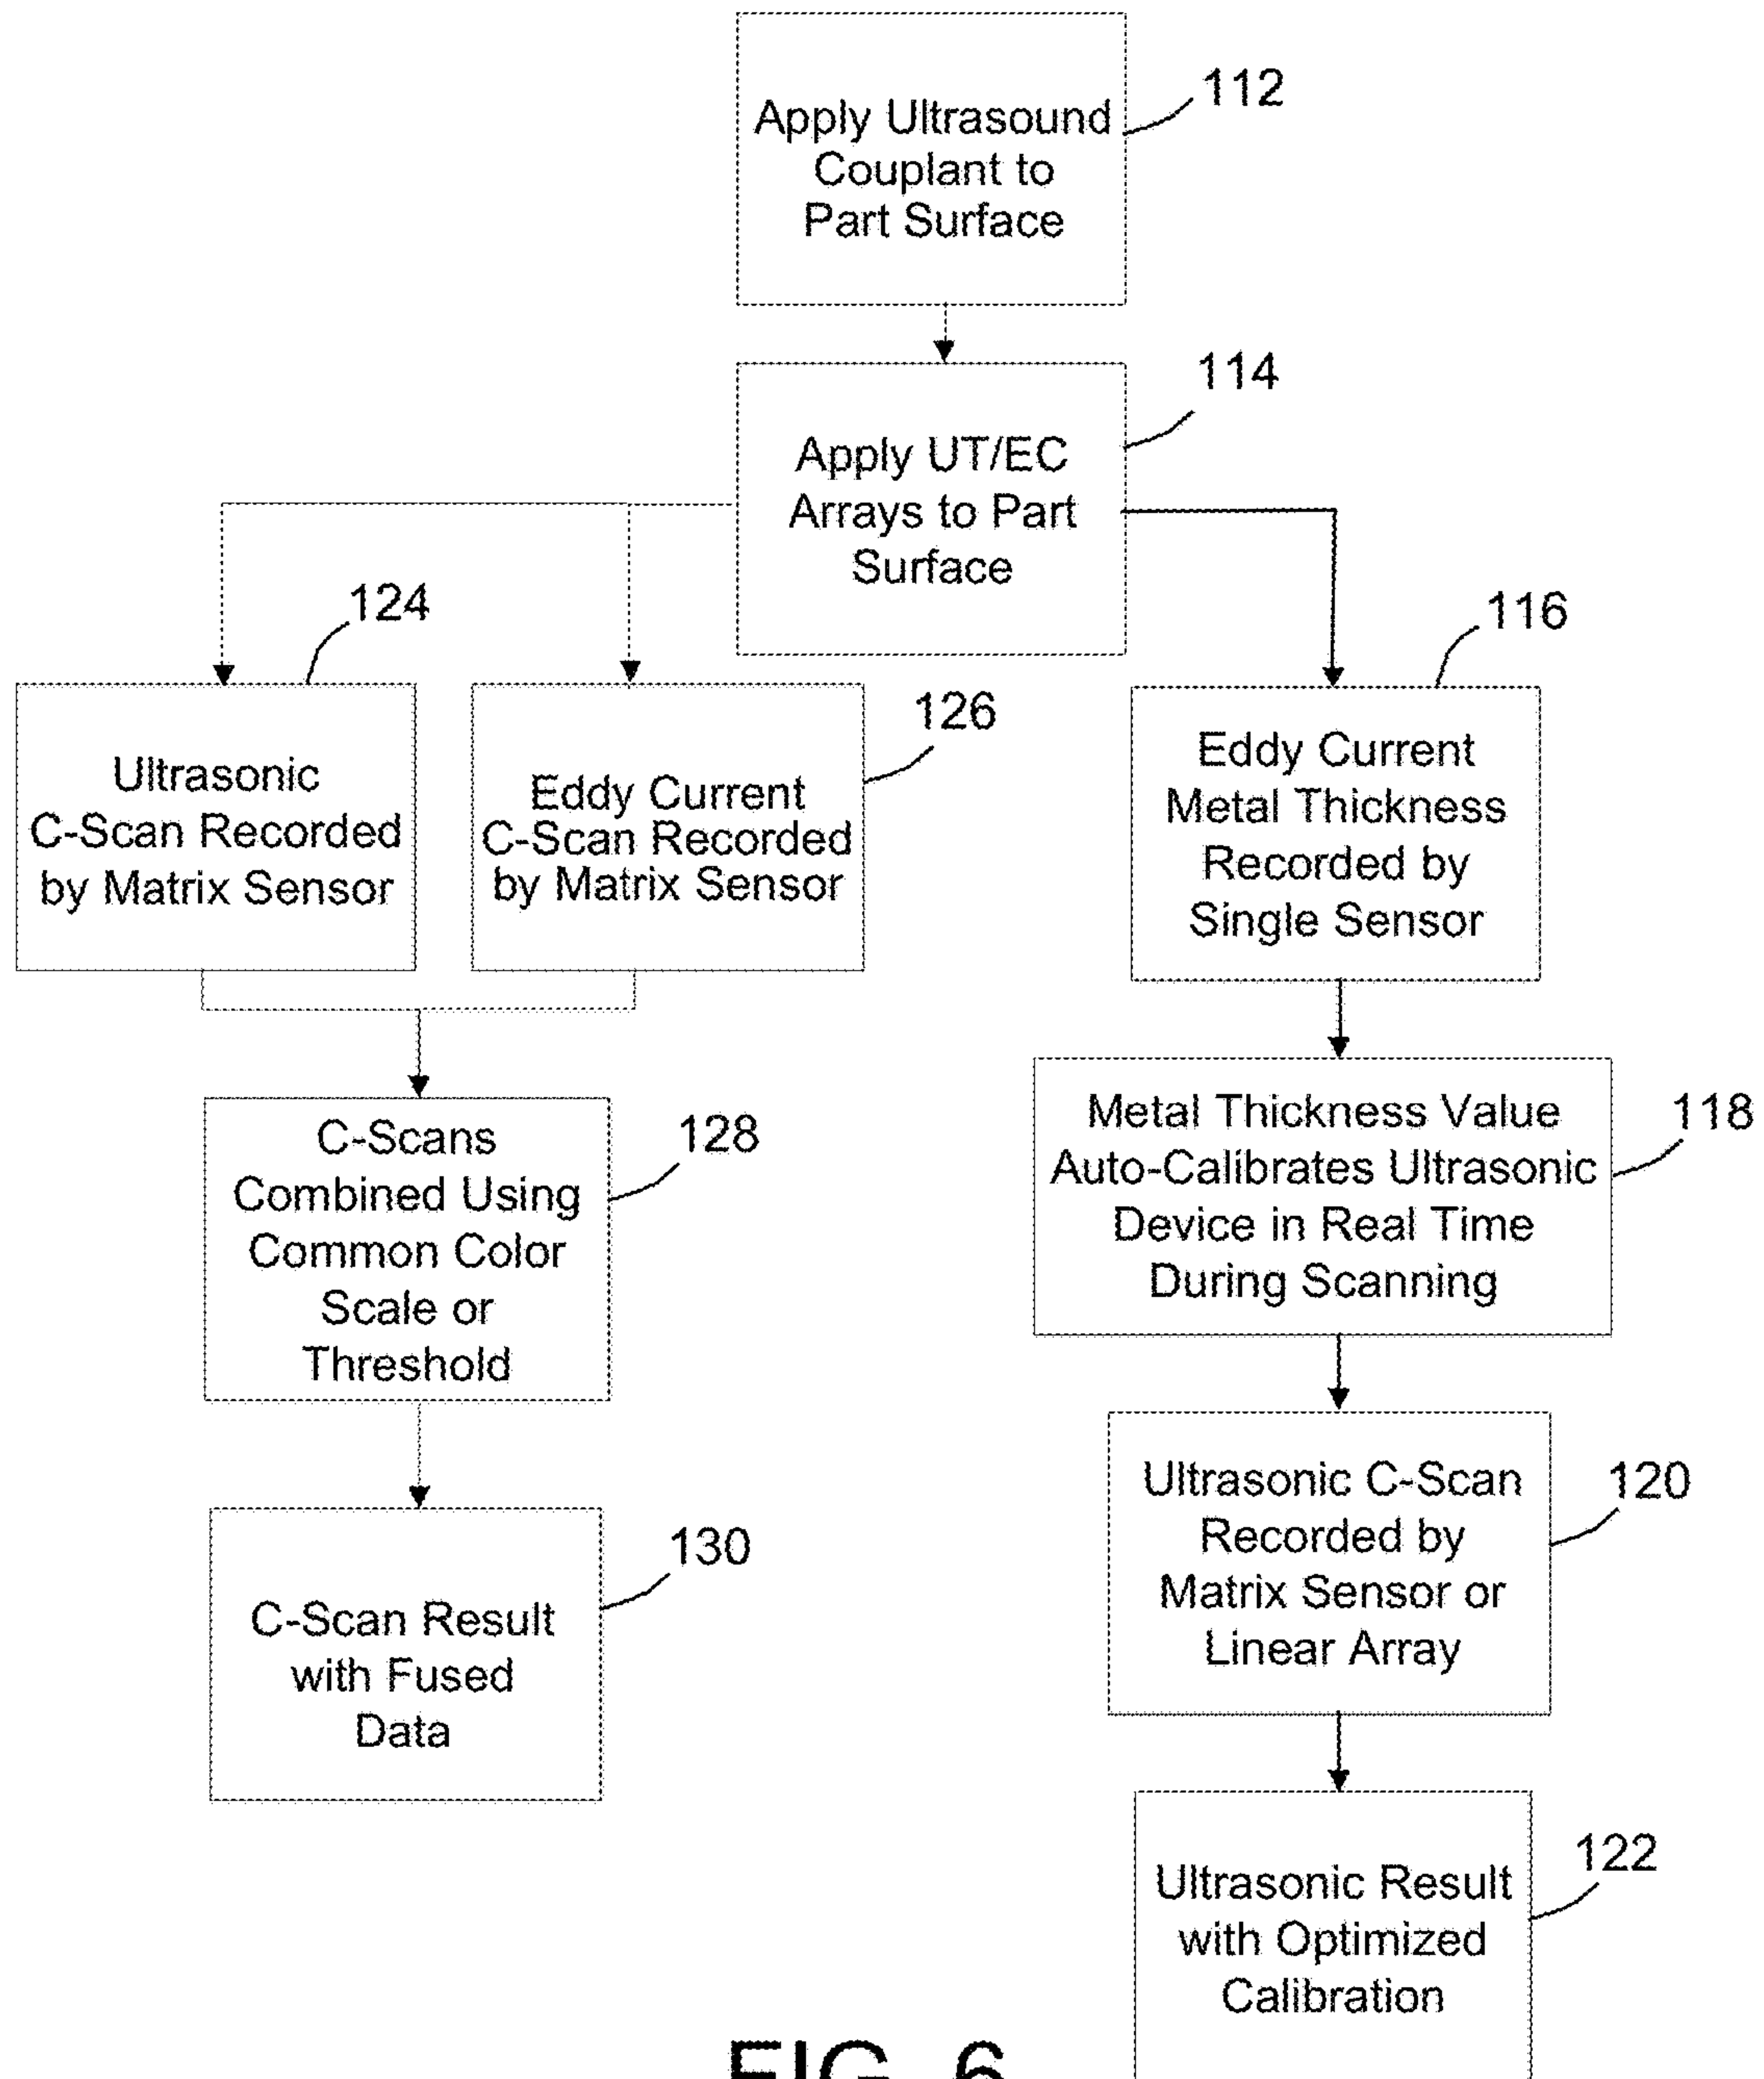 Apply Ultrasound
Couplant to
Part Surface
112
Apply UT/EC
Arrays to Part
Surface
114
124
Ultrasonic
C-Scan Recorded
by Matrix Sensor
126
Eddy Current
C-Scan Recorded
by Matrix Sensor
116
Eddy Current
Metal Thickness
Recorded by
Single Sensor
128
C-Scans
Combined Using
Common Color
Scale or
Threshold
118
Metal Thickness Value
Auto-Calibrates Ultrasonic
Device in Real Time
During Scanning
130
C-Scan Result
with Fused
Data
120
Ultrasonic C-Scan
Recorded by
Matrix Sensor or
Linear Array
122
Ultrasonic Result
with Optimized
Calibration
FIG. 6